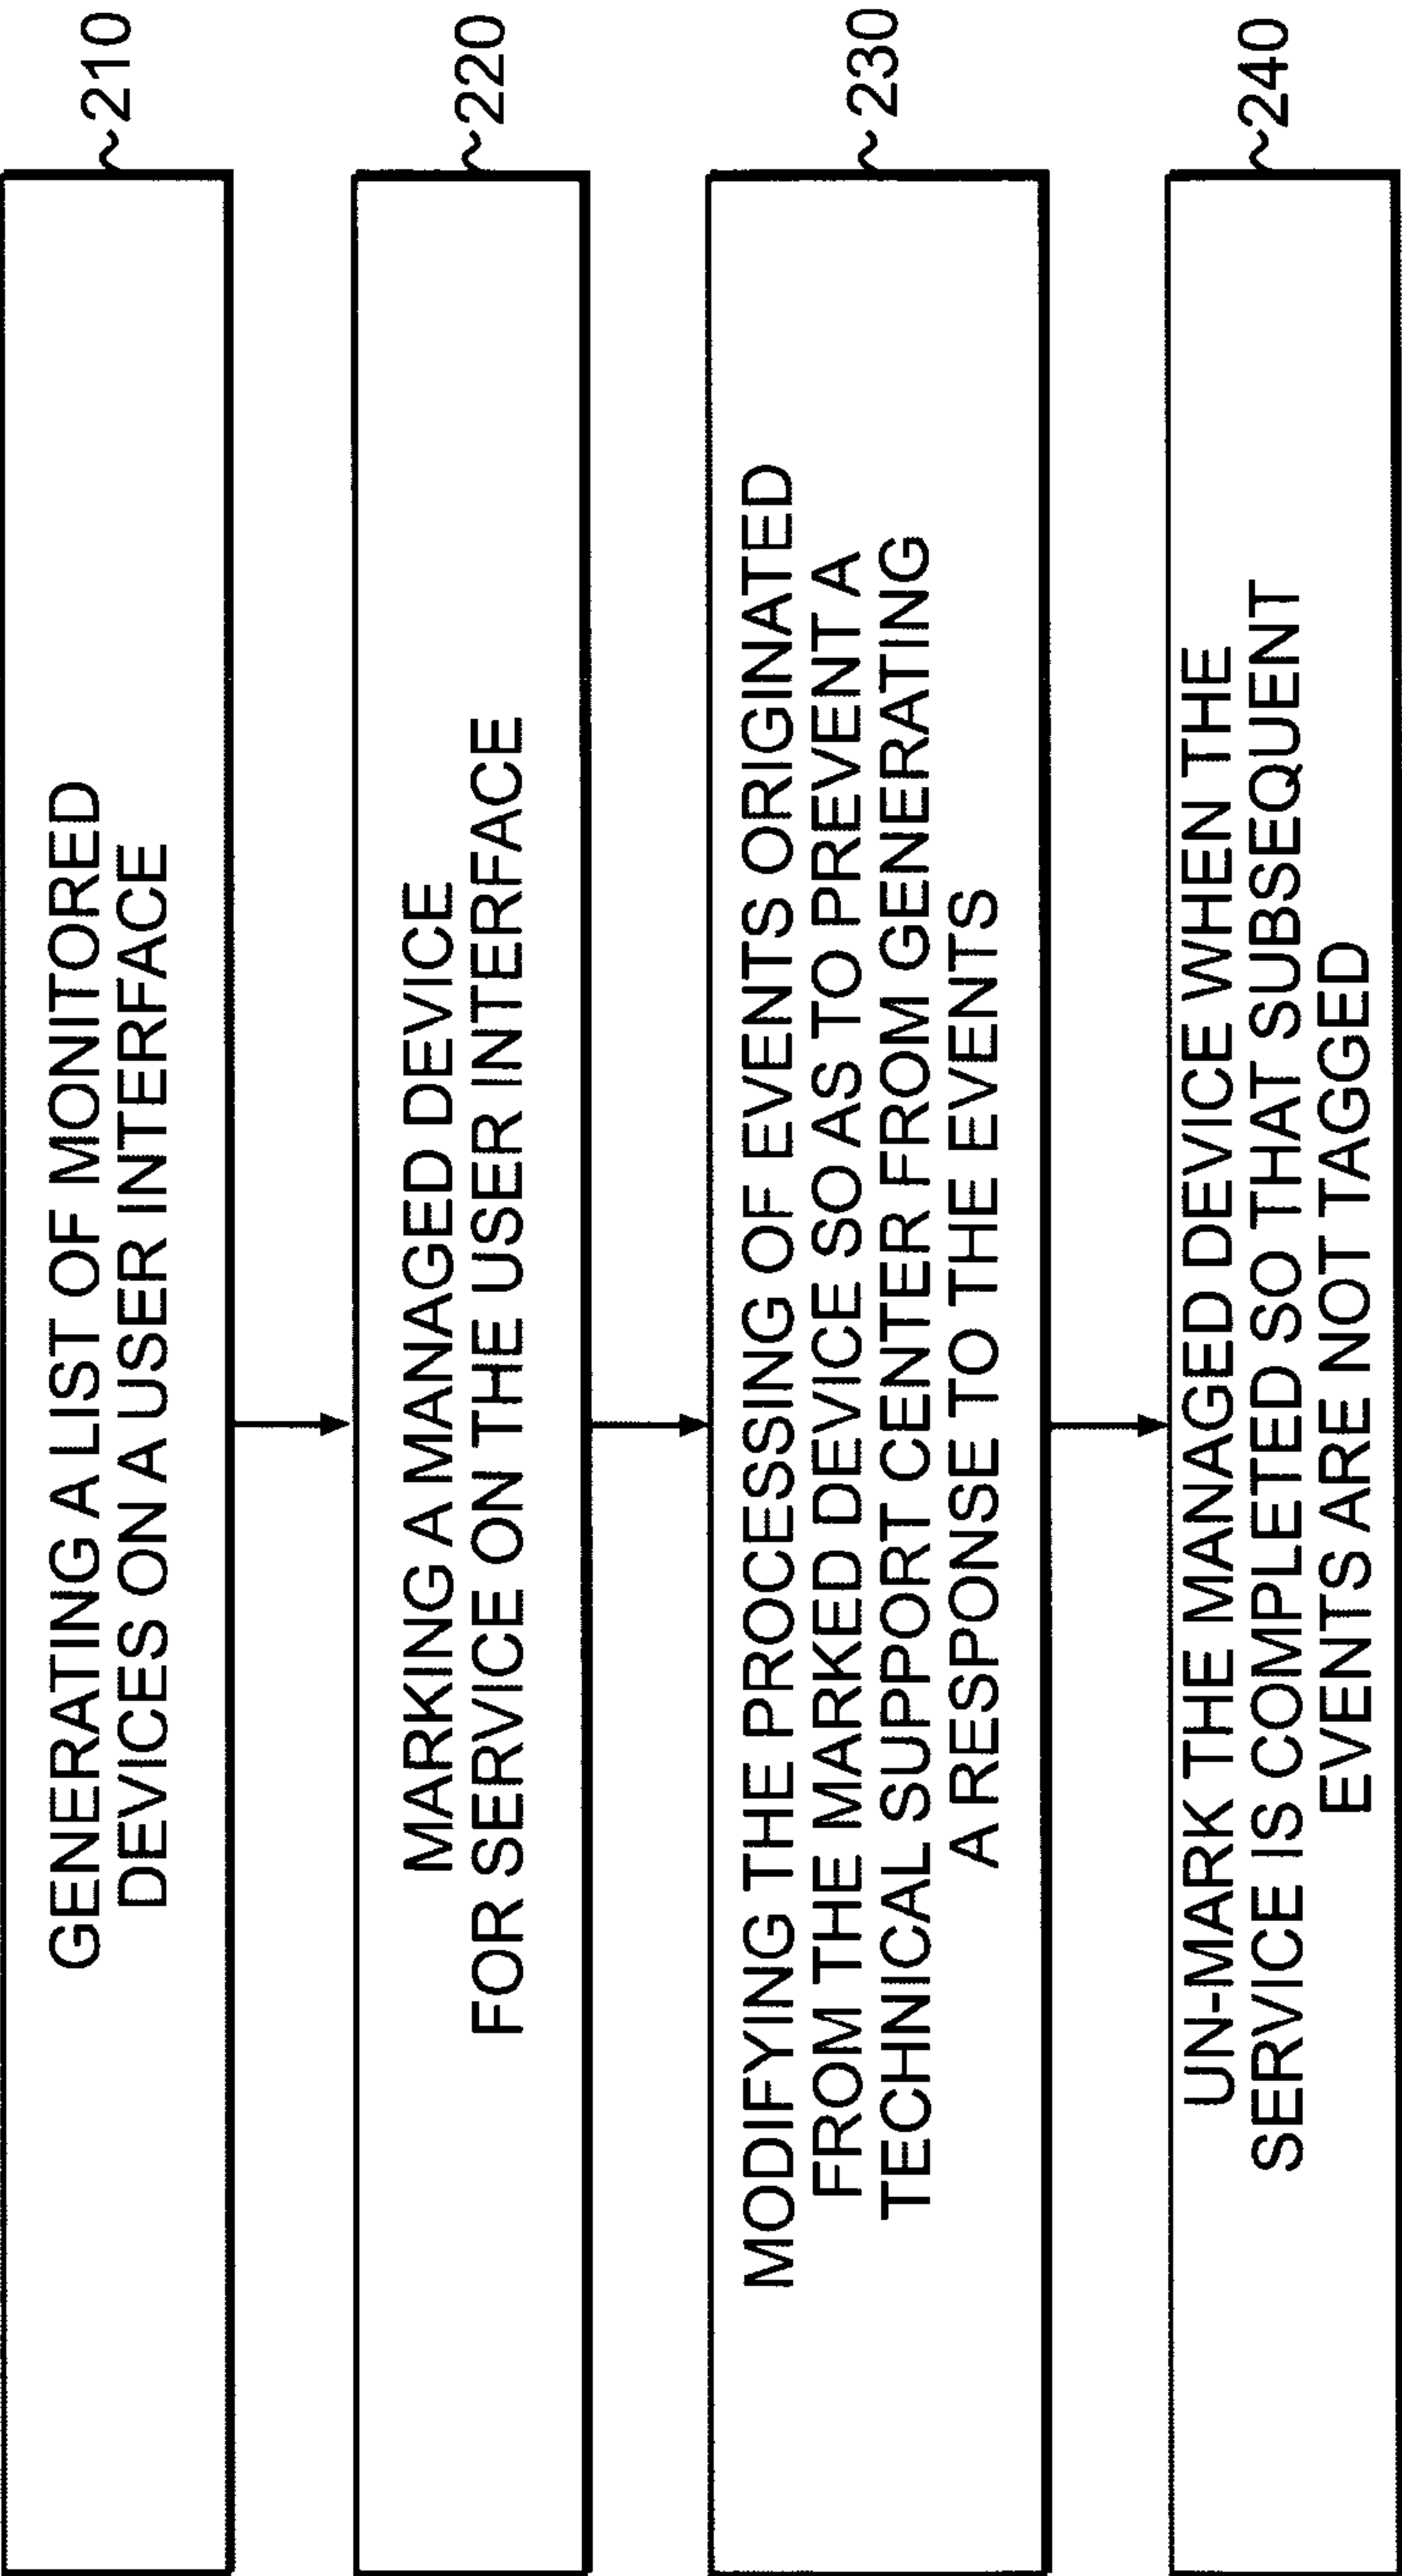 GENERATING A LIST OF MONITORED
DEVICES ON A USER INTERFACE
210
MARKING A MANAGED DEVICE
FOR SERVICE ON THE USER INTERFACE
220
MODIFYING THE PROCESSING OF EVENTS ORIGINATED
FROM THE MARKED DEVICE SO AS TO PREVENT A
TECHNICAL SUPPORT CENTER FROM GENERATING
A RESPONSE TO THE EVENTS
230
UN-MARK THE MANAGED DEVICE WHEN THE
SERVICE IS COMPLETED SO THAT SUBSEQUENT
EVENTS ARE NOT TAGGED
240